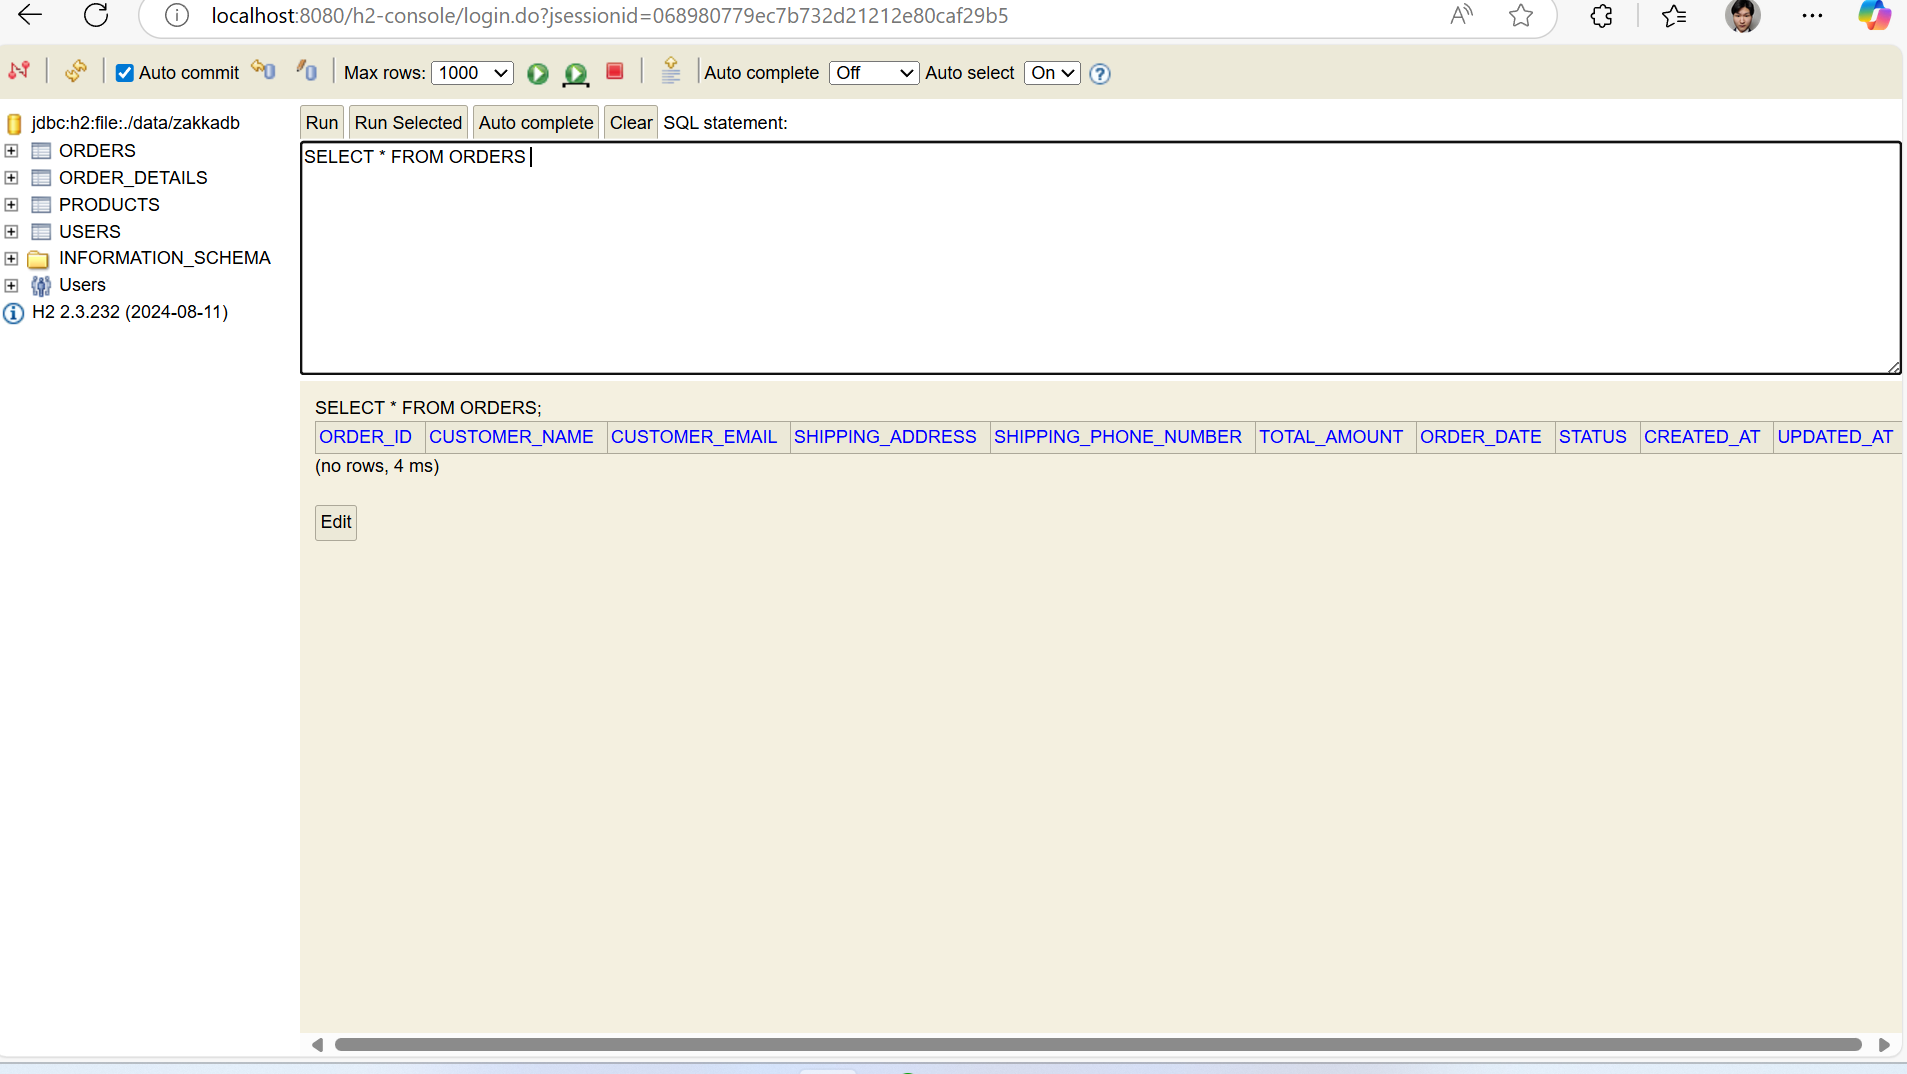 localhost:8080/h2-console/login.do?jsessionid=068980779ec7b732d21212e80caf29b5
Auto commit Max rows: 1000 Auto complete Off Auto select On
jdbc:h2:file:./data/zakkadb
ORDERS
ORDER_DETAILS
PRODUCTS
USERS
INFORMATION_SCHEMA
Users
H2 2.3.232 (2024-08-11)
Run Run Selected Auto complete Clear SQL statement:
SELECT * FROM ORDERS
SELECT * FROM ORDERS;
ORDER_ID CUSTOMER_NAME CUSTOMER_EMAIL SHIPPING_ADDRESS SHIPPING_PHONE_NUMBER TOTAL_AMOUNT ORDER_DATE STATUS CREATED_AT UPDATED_AT
(no rows, 4 ms)
Edit